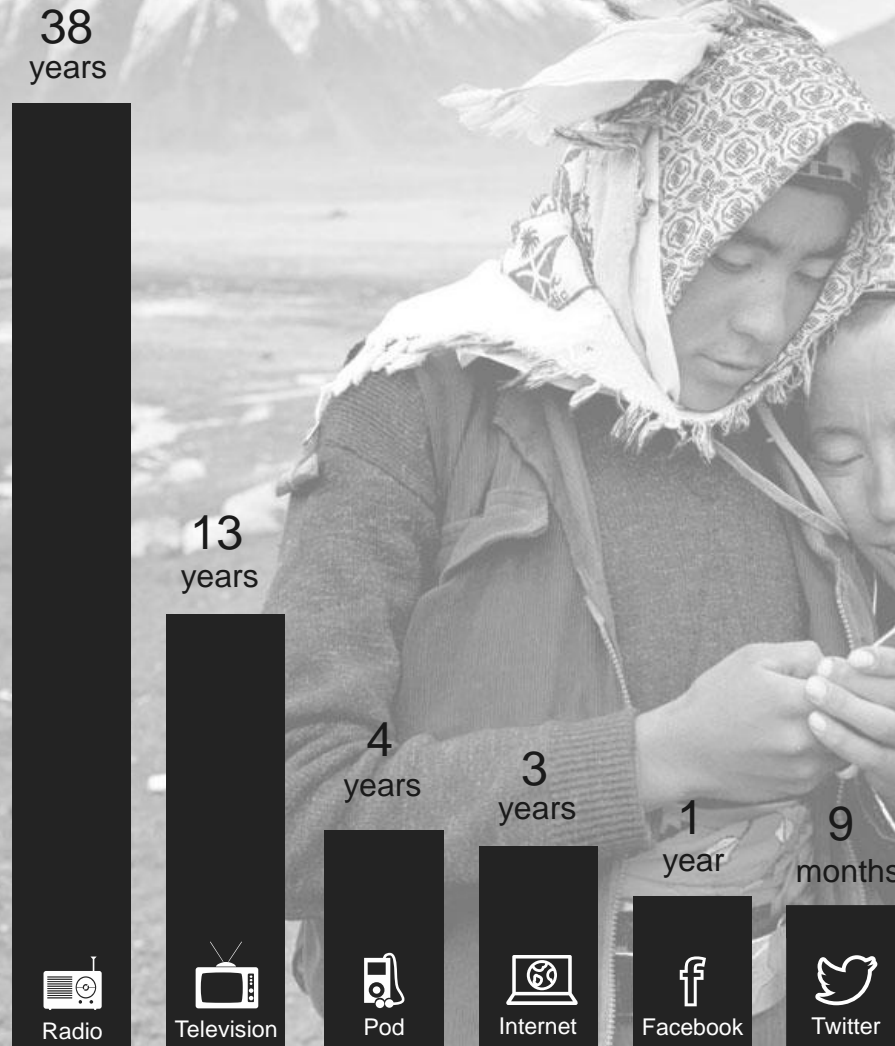 38
years
13
years
4
years
3
years
1
year
9
months
Radio
Television
Pod
Internet
Facebook
Twitter